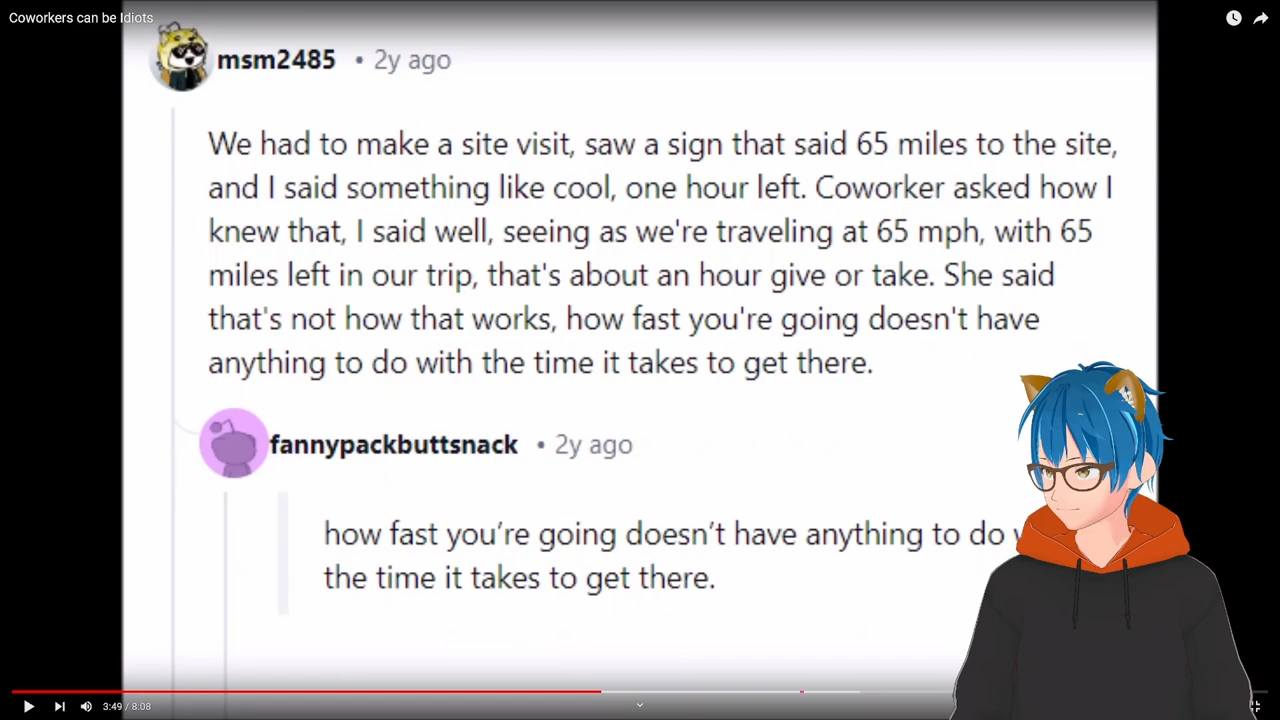 Coworkers can be Idiots
msm2485 • 2y ago
We had to make a site visit, saw a sign that said 65 miles to the site,
and I said something like cool, one hour left. Coworker asked how I
knew that, I said well, seeing as we're traveling at 65 mph, with 65
miles left in our trip, that's about an hour give or take. She said
that's not how that works, how fast you're going doesn't have
anything to do with the time it takes to get there.
fannypackbuttsnack • 2y ago
how fast you’re going doesn’t have anything to do
the time it takes to get there.
3:49 / 8:08